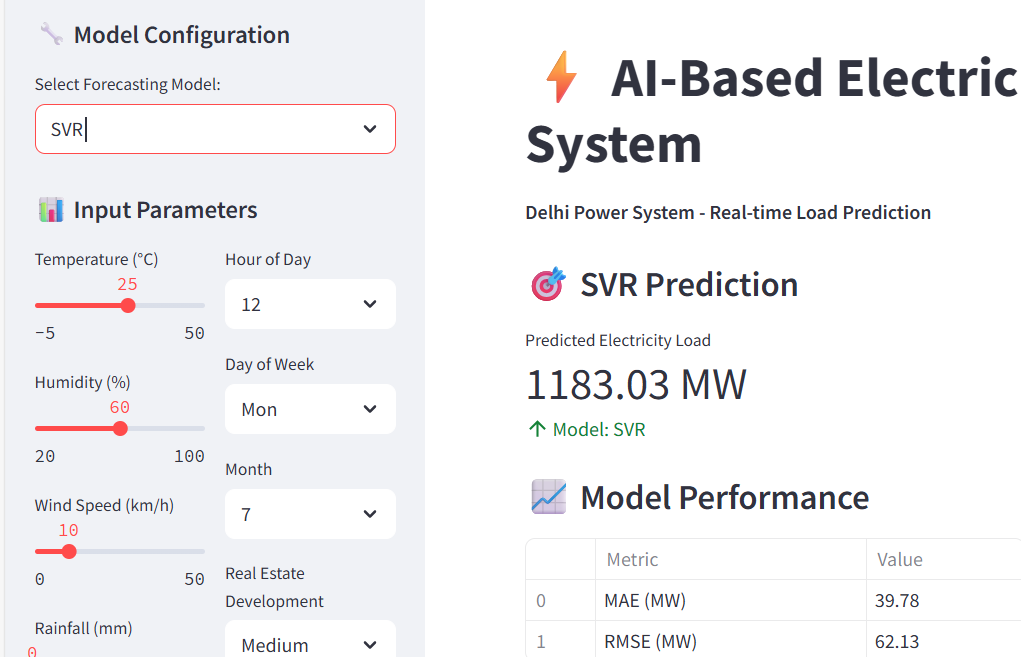 Model Configuration
Select Forecasting Model:
SVR
Input Parameters
Temperature (°C)
25
-5 50
Humidity (%)
60
20 100
Wind Speed (km/h)
10
0 50
Rainfall (mm)
0
Hour of Day
12
Day of Week
Mon
Month
7
Real Estate
Development
Medium
AI-Based Electric
System
Delhi Power System - Real-time Load Prediction
SVR Prediction
Predicted Electricity Load
1183.03 MW
↑ Model: SVR
Model Performance
Metric Value
0 MAE (MW) 39.78
1 RMSE (MW) 62.13